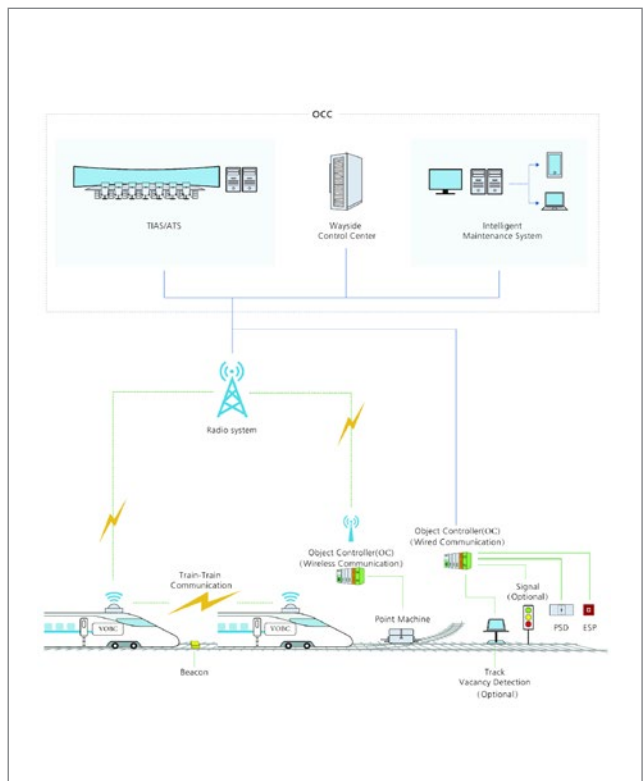 OCC
TIAS/ATS
Wayside
Control Center
Intelligent
Maintenance System
Radio system
Object Controller(OC)
(Wired Communication)
Object Controller(OC)
(Wireless Communication)
Train-Train
Communication
Signal
(Optional)
Point Machine
PSD
ESP
VOBC
VOBC
Beacon
Track
Vacancy Detection
(Optional)